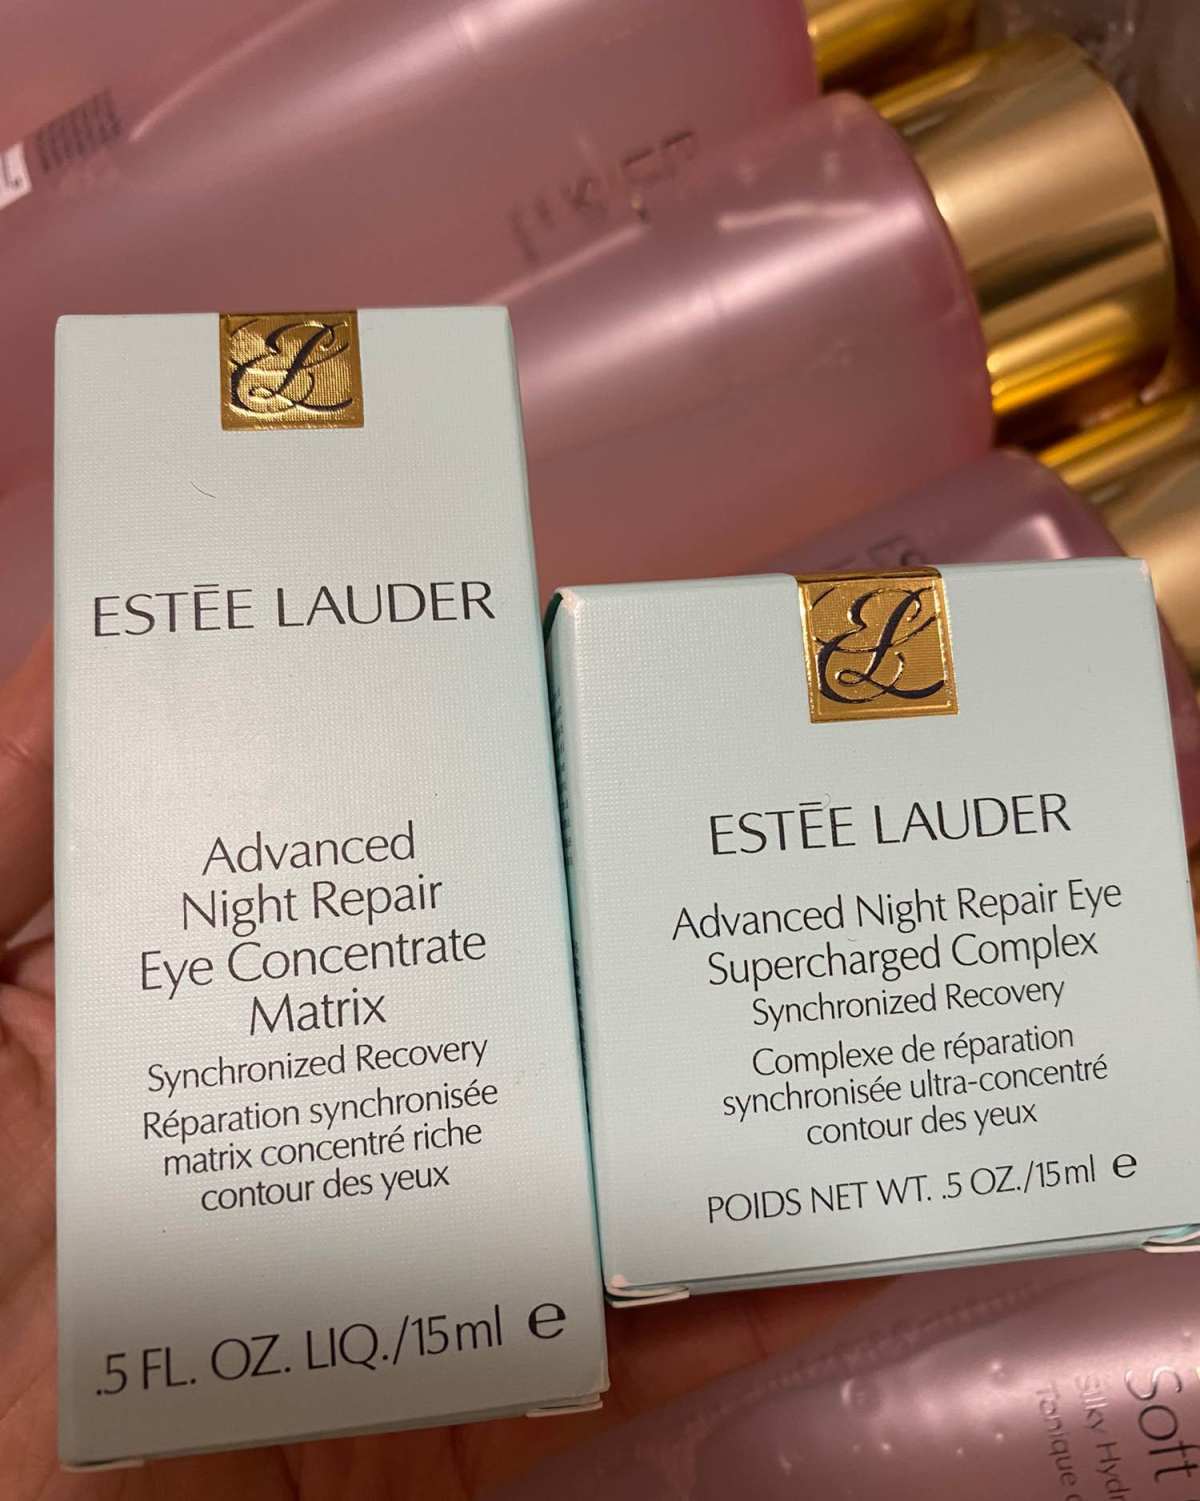 ESTĒE LAUDER
Advanced
Night Repair
Eye Concentrate
Matrix
Synchronized Recovery
Réparation synchronisée
matrix concentré riche
contour des yeux
.5 FL. OZ. LIQ./15ml e
ESTĒE LAUDER
Advanced Night Repair Eye
Supercharged Complex
Synchronized Recovery
Complexe de réparation
synchronisée ultra-concentré
contour des yeux
POIDS NET WT. .5 OZ./15ml e
Soft
Silky
Tonique